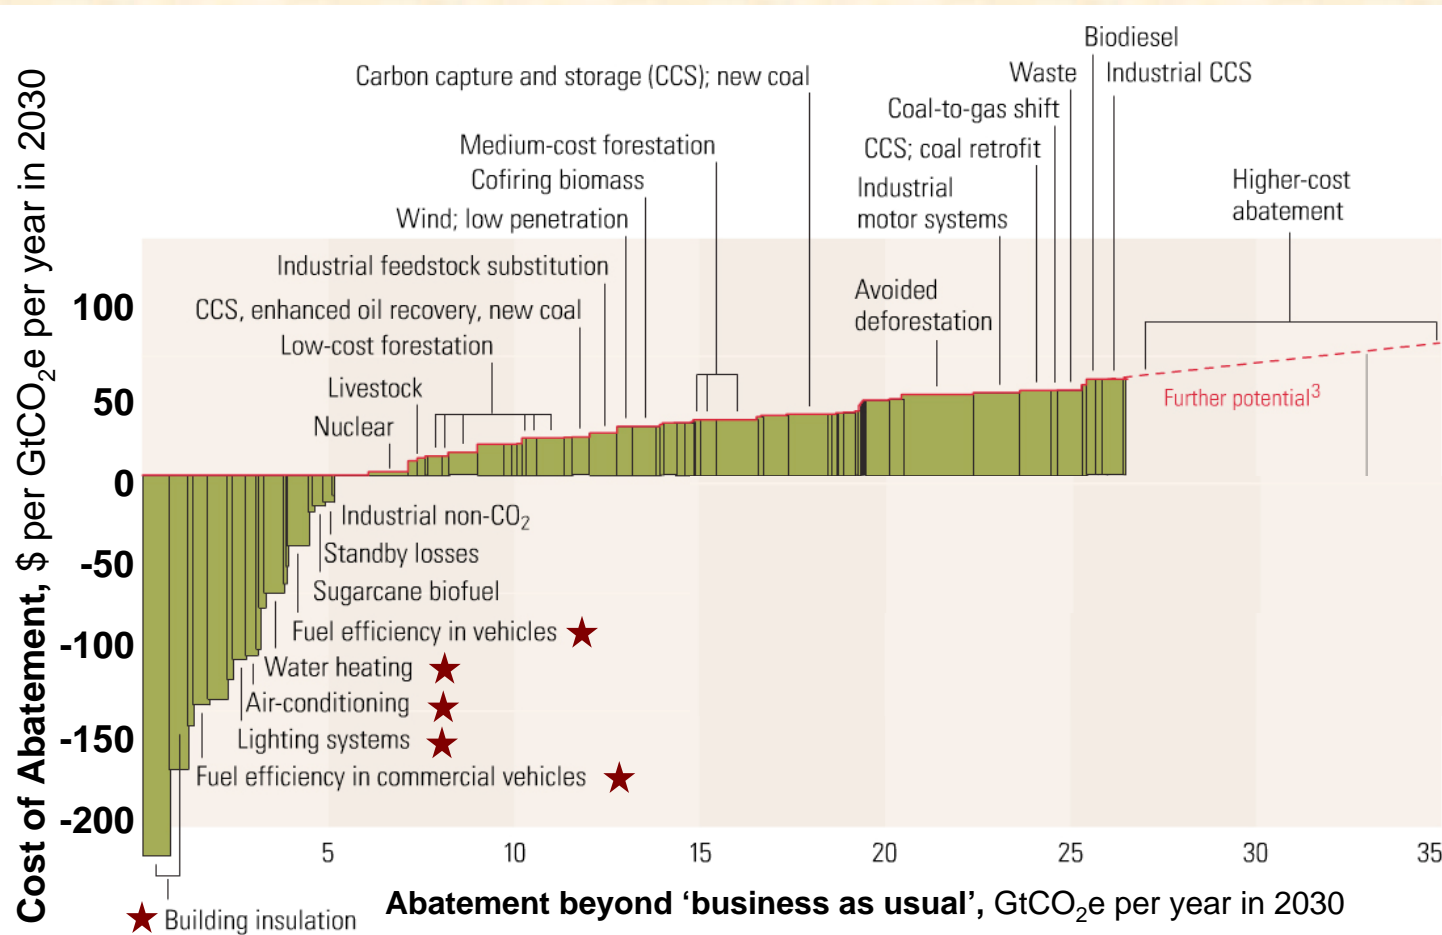 Cost of Abatement, $ per GtCO₂e per year in 2030
Biodiesel
Carbon capture and storage (CCS); new coal
Waste
Industrial CCS
Coal-to-gas shift
Medium-cost forestation
CCS; coal retrofit
Cofiring biomass
Industrial
motor systems
Higher-cost
abatement
Wind; low penetration
Industrial feedstock substitution
Avoided
deforestation
CCS, enhanced oil recovery, new coal
Low-cost forestation
Livestock
Nuclear
Further potential³
100
50
0
-50
-100
-150
-200
Industrial non-CO₂
Standby losses
Sugarcane biofuel
Fuel efficiency in vehicles
Water heating
Air-conditioning
Lighting systems
Fuel efficiency in commercial vehicles
5
10
15
20
25
30
35
Building insulation
Abatement beyond ‘business as usual’, GtCO₂e per year in 2030